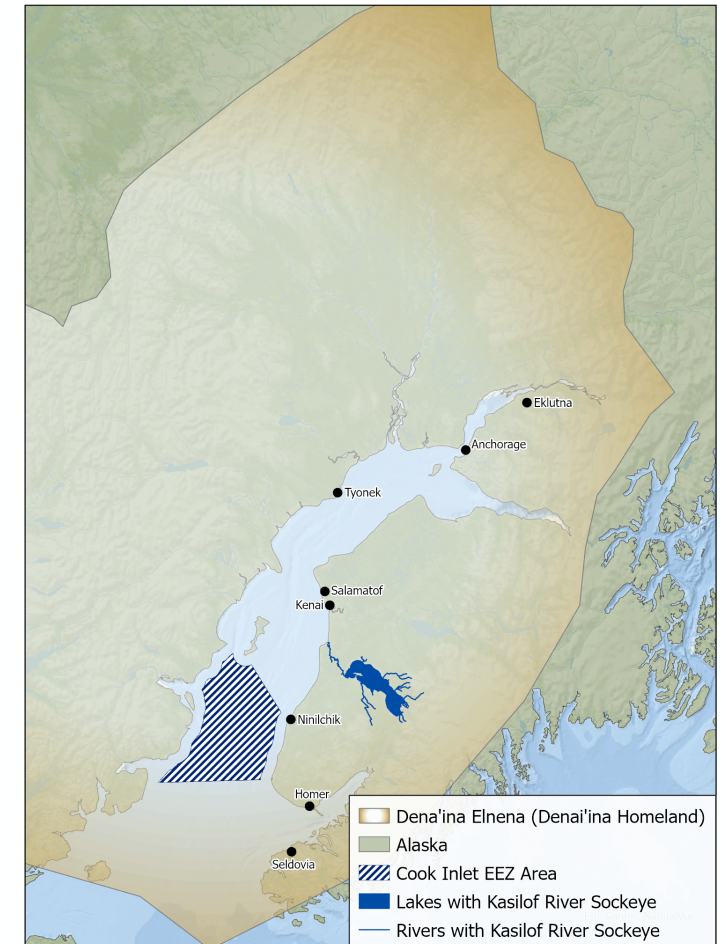 Eklutna
Anchorage
Tyonek
Salamatof
Kenai
Ninilchik
Homer
Seldovia
Dena'ina Elnena (Denai'ina Homeland)
Alaska
Cook Inlet EEZ Area
Lakes with Kasilof River Sockeye
Rivers with Kasilof River Sockeye